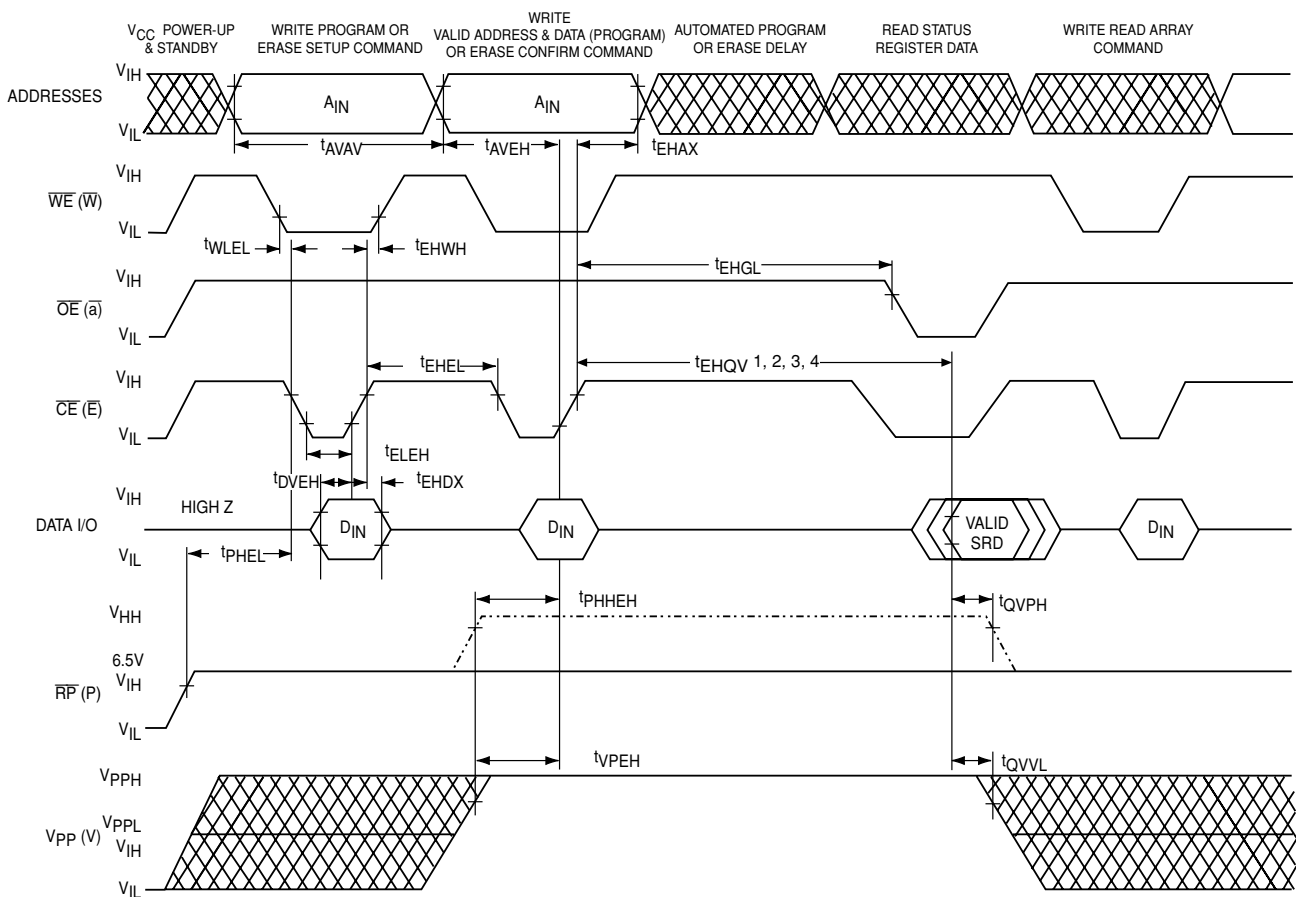 VCC POWER-UP
& STANDBY
WRITE PROGRAM OR
ERASE SETUP COMMAND
WRITE
VALID ADDRESS & DATA (PROGRAM)
OR ERASE CONFIRM COMMAND
AUTOMATED PROGRAM
OR ERASE DELAY
READ STATUS
REGISTER DATA
WRITE READ ARRAY
COMMAND
ADDRESSES
VIH
VIL
AIN
AIN
tAVAV
tAVEH
tEHAX
WE (W)
VIH
VIL
tWLEL
tEHWH
OE (a)
VIH
VIL
tEHGL
CE (E)
VIH
VIL
tEHEL
tEHQV 1, 2, 3, 4
tELEH
tDVEH
tEHDX
DATA I/O
VIH
VIL
HIGH Z
DIN
DIN
VALID
SRD
DIN
tPHEL
tPHHEH
tQVPH
VHH
6.5V
VIH
RP (P)
VIL
tVPEH
tQVVL
VPPH
VPPL
VPP (V)
VIH
VIL